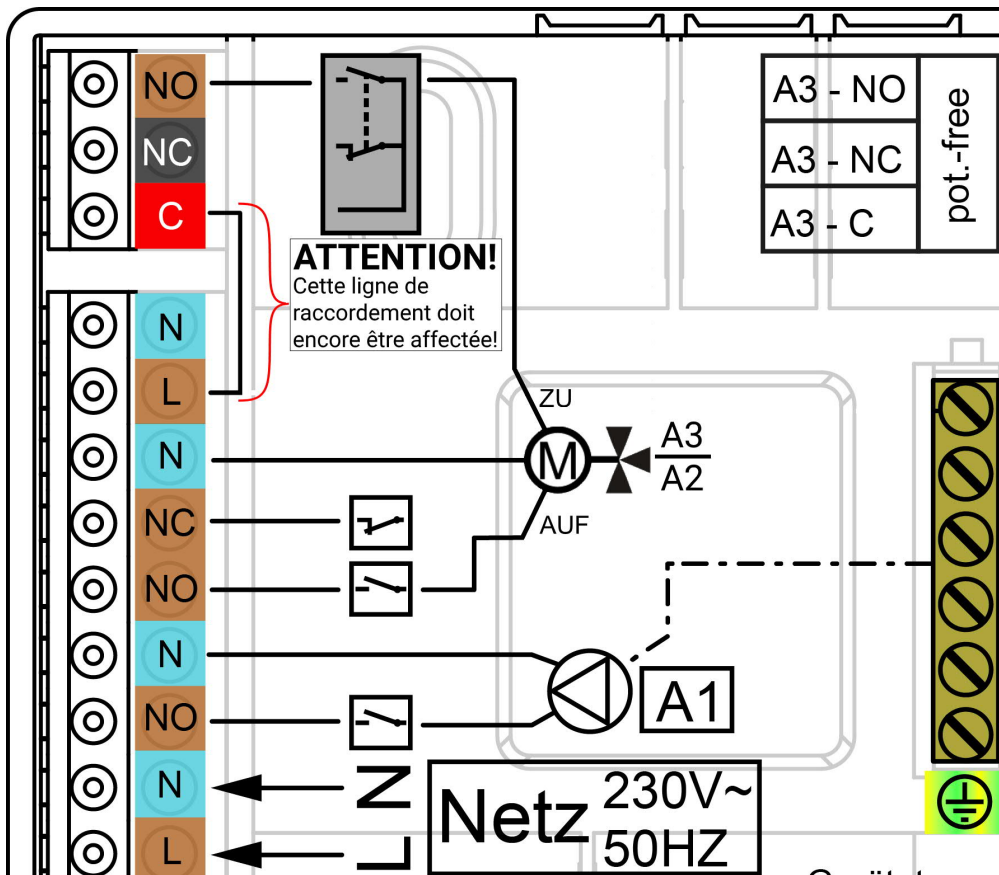 NO
NC
C
N
L
N
NC
NO
N
NO
N
L
ATTENTION!
Cette ligne de
raccordement doit
encore être affectée!
A3 - NO
A3 - NC
A3 - C
pot.-free
ZU
M
A3
A2
AUF
A1
N
L
Netz
230V~
50HZ